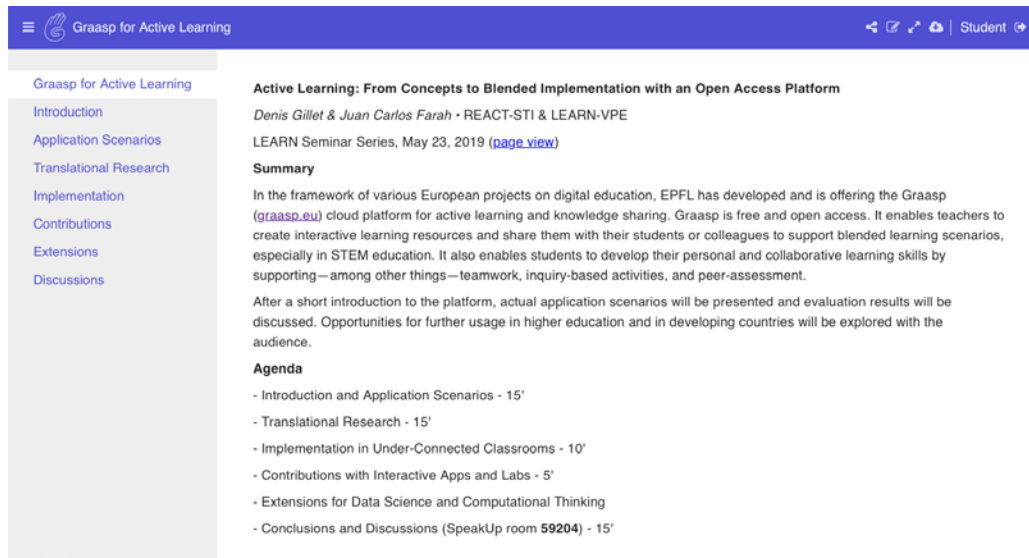 Graasp for Active Learning
Student
Graasp for Active Learning
Introduction
Application Scenarios
Translational Research
Implementation
Contributions
Extensions
Discussions
Active Learning: From Concepts to Blended Implementation with an Open Access Platform
Denis Gillet & Juan Carlos Farah • REACT-STI & LEARN-VPE
LEARN Seminar Series, May 23, 2019 (page view)
Summary
In the framework of various European projects on digital education, EPFL has developed and is offering the Graasp
(graasp.eu) cloud platform for active learning and knowledge sharing. Graasp is free and open access. It enables teachers to
create interactive learning resources and share them with their students or colleagues to support blended learning scenarios,
especially in STEM education. It also enables students to develop their personal and collaborative learning skills by
supporting—among other things—teamwork, inquiry-based activities, and peer-assessment.
After a short introduction to the platform, actual application scenarios will be presented and evaluation results will be
discussed. Opportunities for further usage in higher education and in developing countries will be explored with the
audience.
Agenda
- Introduction and Application Scenarios - 15'
- Translational Research - 15'
- Implementation in Under-Connected Classrooms - 10'
- Contributions with Interactive Apps and Labs - 5'
- Extensions for Data Science and Computational Thinking
- Conclusions and Discussions (SpeakUp room 59204) - 15'